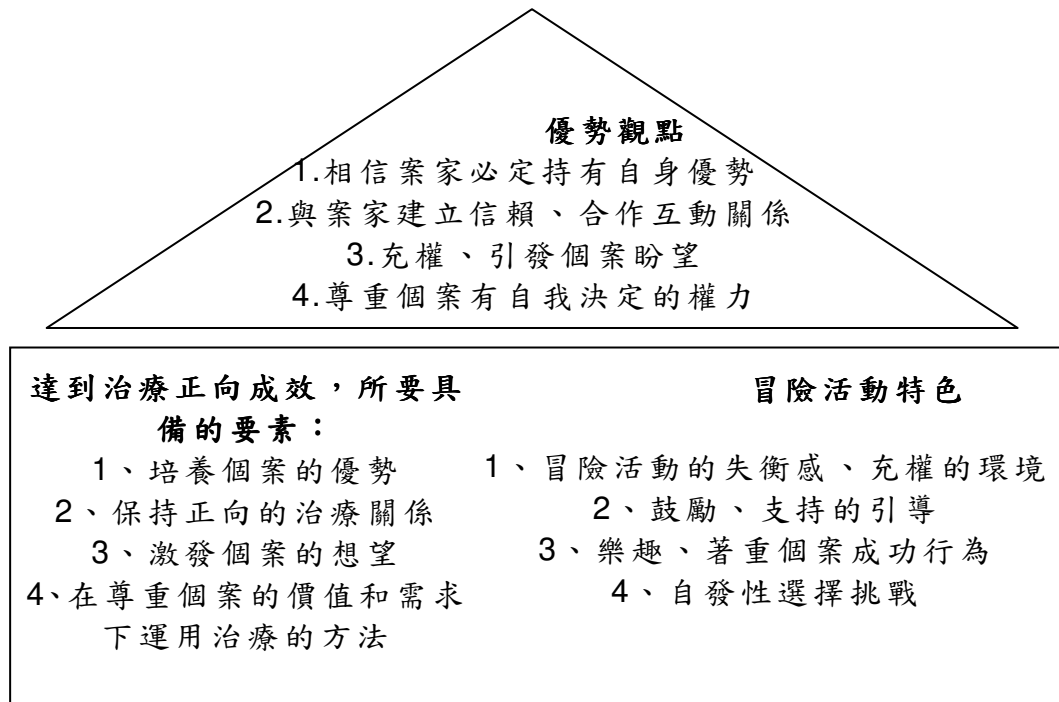 優勢觀點
1.相信案家必定持有自身優勢
2.與案家建立信賴、合作互動關係
3.充權、引發個案盼望
4.尊重個案有自我決定的權力
達到治療正向成效，所要具
備的要素：
1、培養個案的優勢
2、保持正向的治療關係
3、激發個案的想望
4、在尊重個案的價值和需求
下運用治療的方法
冒險活動特色
1、冒險活動的失衡感、充權的環境
2、鼓勵、支持的引導
3、樂趣、著重個案成功行為
4、自發性選擇挑戰